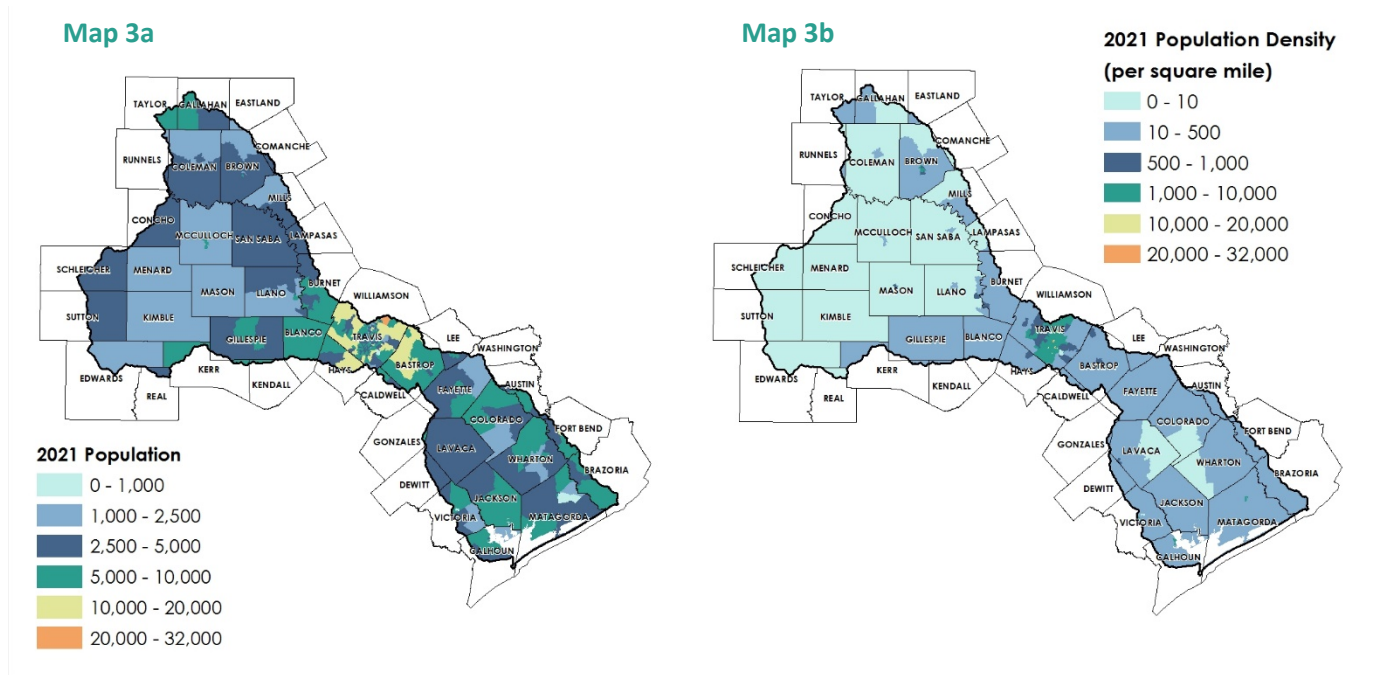 Map 3a
TAYLOR
CALLAHAN
EASTLAND
RUNNELS
COLEMAN
BROWN
COMANCHE
MILLS
CONCHO
MCCULLOCH
SAN SABA
LAMPASAS
SCHLEICHER
MENARD
MASON
LLANO
BURNET
WILLIAMSON
SUTTON
KIMBLE
GILLESPIE
BLANCO
TRAVIS
LEE
WASHINGTON
EDWARDS
REAL
KERR
KENDALL
HAYS
BASTROP
CALDWELL
FAYETTE
AUSTIN
GONZALES
COLORADO
FORT BEND
LAVACA
WHARTON
BRAZORIA
DEWITT
JACKSON
VICTORIA
MATAGORDA
CALHOUN
2021 Population
0 - 1,000
1,000 - 2,500
2,500 - 5,000
5,000 - 10,000
10,000 - 20,000
20,000 - 32,000
Map 3b
2021 Population Density
(per square mile)
0 - 10
10 - 500
500 - 1,000
1,000 - 10,000
10,000 - 20,000
20,000 - 32,000
TAYLOR
CALLAHAN
EASTLAND
RUNNELS
COLEMAN
BROWN
COMANCHE
MILLS
CONCHO
MCCULLOCH
SAN SABA
LAMPASAS
SCHLEICHER
MENARD
MASON
LLANO
BURNET
WILLIAMSON
SUTTON
KIMBLE
GILLESPIE
BLANCO
TRAVIS
LEE
WASHINGTON
EDWARDS
REAL
KERR
KENDALL
HAYS
BASTROP
CALDWELL
FAYETTE
AUSTIN
GONZALES
COLORADO
FORT BEND
LAVACA
WHARTON
BRAZORIA
DEWITT
JACKSON
VICTORIA
MATAGORDA
CALHOUN